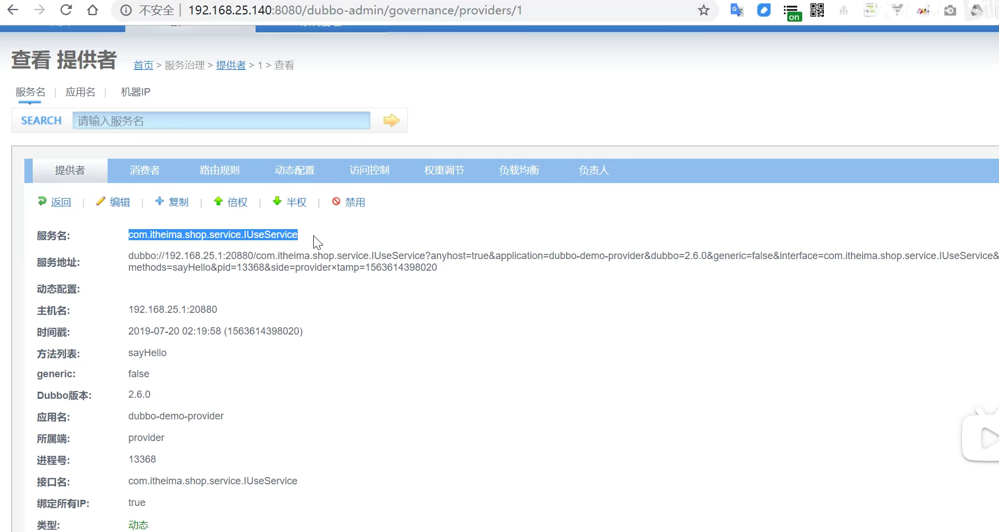 不安全 192.168.25.140:8080/dubbo-admin/governance/providers/1
on
查看 提供者 首页 > 服务治理 > 提供者 > 1 > 查看
服务名 | 应用名 | 机器IP
SEARCH 请输入服务名
提供者 消费者 路由规则 动态配置 访问控制 权重调节 负载均衡 负责人
返回 | 编辑 | 复制 | 倍权 | 半权 | 禁用
服务名: com.itheima.shop.service.IUseService
服务地址: dubbo://192.168.25.1:20880/com.itheima.shop.service.IUseService?anyhost=true&application=dubbo-demo-provider&dubbo=2.6.0&generic=false&interface=com.itheima.shop.service.IUseService&
methods=sayHello&pid=13368&side=provider×tamp=1563614398020
动态配置:
主机名: 192.168.25.1:20880
时间戳: 2019-07-20 02:19:58 (1563614398020)
方法列表: sayHello
generic: false
Dubbo版本: 2.6.0
应用名: dubbo-demo-provider
所属端: provider
进程号: 13368
接口名: com.itheima.shop.service.IUseService
绑定所有IP: true
类型: 动态